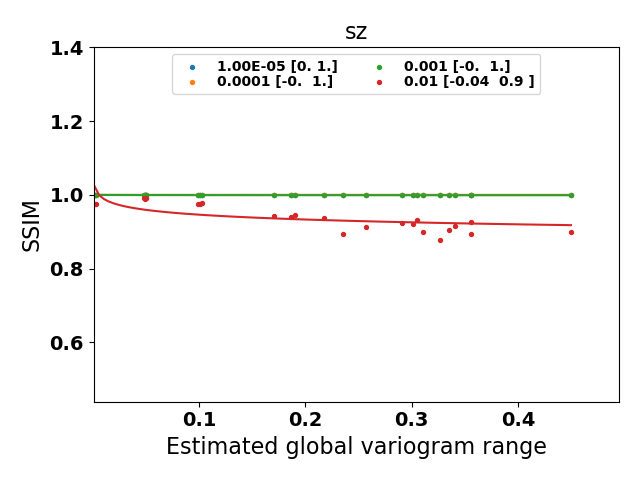 sz
1.00E-05 [0. 1.]
0.0001 [-0.  1.]
0.001 [-0.  1.]
0.01 [-0.04  0.9 ]
1.4
1.2
1.0
0.8
0.6
SSIM
0.1 0.2 0.3 0.4
Estimated global variogram range